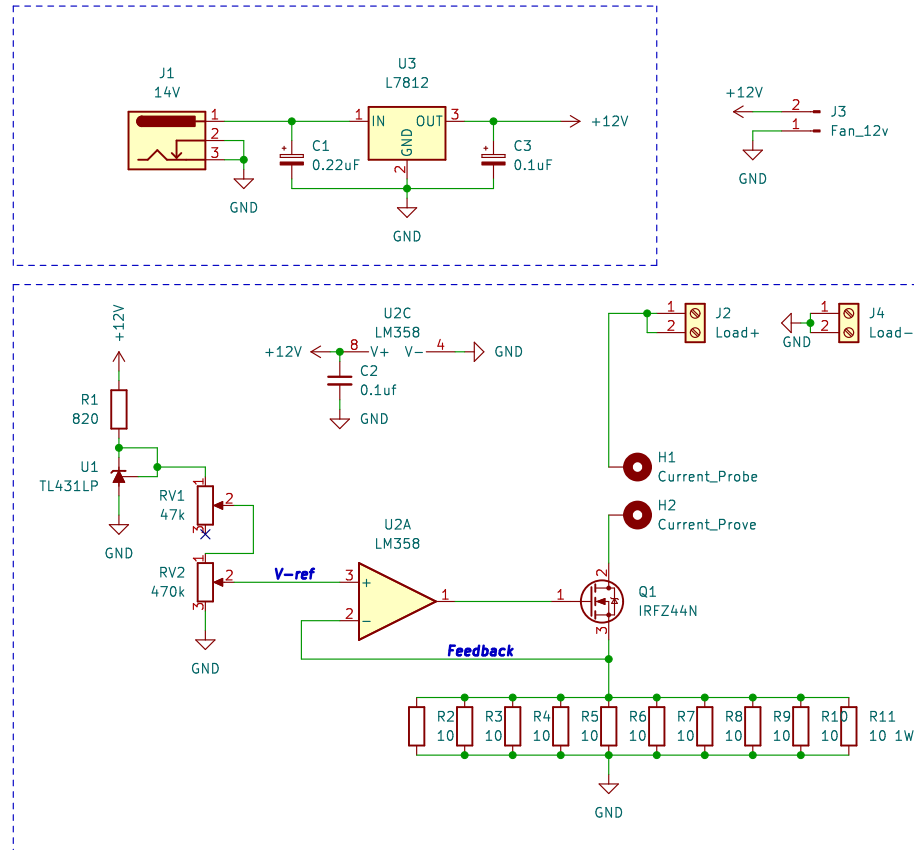 J1
14V
1
2
3
U3
L7812
1
IN
OUT
3
GND
2
+12V
C1
0.22uF
C3
0.1uF
GND
GND
+12V
2
1
J3
Fan_12v
GND
+12V
R1
820
U1
TL431LP
GND
U2C
LM358
+12V
8
V+
V-
4
GND
C2
0.1uf
GND
1
2
J2
Load+
1
2
J4
Load-
GND
H1
Current_Probe
H2
Current_Prove
RV1
47k
1
2
3
RV2
470k
1
2
3
GND
V-ref
U2A
LM358
3
+
2
-
1
1
2
3
Q1
IRFZ44N
Feedback
R2 R3 R4 R5 R6 R7 R8 R9 R10 R11
10 10 10 10 10 10 10 10 10 10 1W
GND